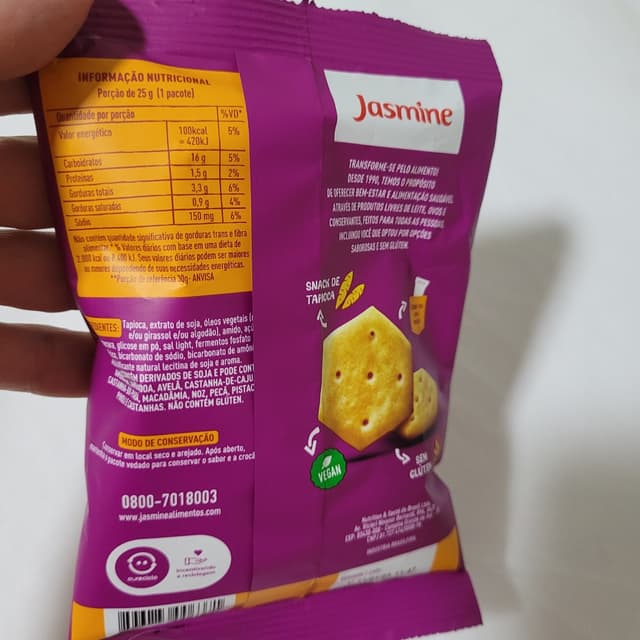 INFORMAÇÃO NUTRICIONAL
Porção de 25 g (1 pacote)
Quantidade por porção %VD*
Valor energético 100kcal = 420kJ 5%
Carboidratos 16 g 5%
Proteínas 1,5 g 2%
Gorduras totais 3,3 g 6%
Gorduras saturadas 0,9 g 4%
Sódio 150 mg 6%
Não contém quantidade significativa de gorduras trans e fibra
alimentar.* % Valores diários com base em uma dieta de
2.000 kcal ou 8.400 kJ. Seus valores diários podem ser maiores
ou menores dependendo de suas necessidades energéticas.
**Porção de referência 30g- ANVISA
Tapioca, extrato de soja, óleos vegetais
e/ou girassol e/ou algodão), amido,
glicose em pó, sal light, fermentos fosfato
bicarbonato de sódio, bicarbonato de
natural lecitina de soja e aroma.
DERIVADOS DE SOJA E PODE
AVELÃ, CASTANHA-DE-CAJU
MACADÂMIA, NOZ, PECÃ,
CASTANHAS. NÃO CONTÉM GLÚTEN.
MODO DE CONSERVAÇÃO
Conservar em local seco e arejado. Após aberto,
pacote vedado para conservar o sabor e a
0800-7018003
www.jasminealimentos.com
eu reciclo
Incentivando
a reciclagem
Jasmine
TRANSFORME-SE PELO ALIMENTO!
DESDE 1990, TEMOS O PROPÓSITO
DE OFERECER BEM-ESTAR E ALIMENTAÇÃO SAUDÁVEL
ATRAVÉS DE PRODUTOS LIVRES DE LEITE, OVOS E
CONSERVANTES, FEITOS PARA TODAS AS PESSOAS,
INCLUINDO VOCÊ QUE OPTOU POR OPÇÕES
SABOROSAS E SEM GLÚTEN.
SNACK DE
TAPIOCA
VEGAN
SEM
GLÚTEN
INDÚSTRIA BRASILEIRA